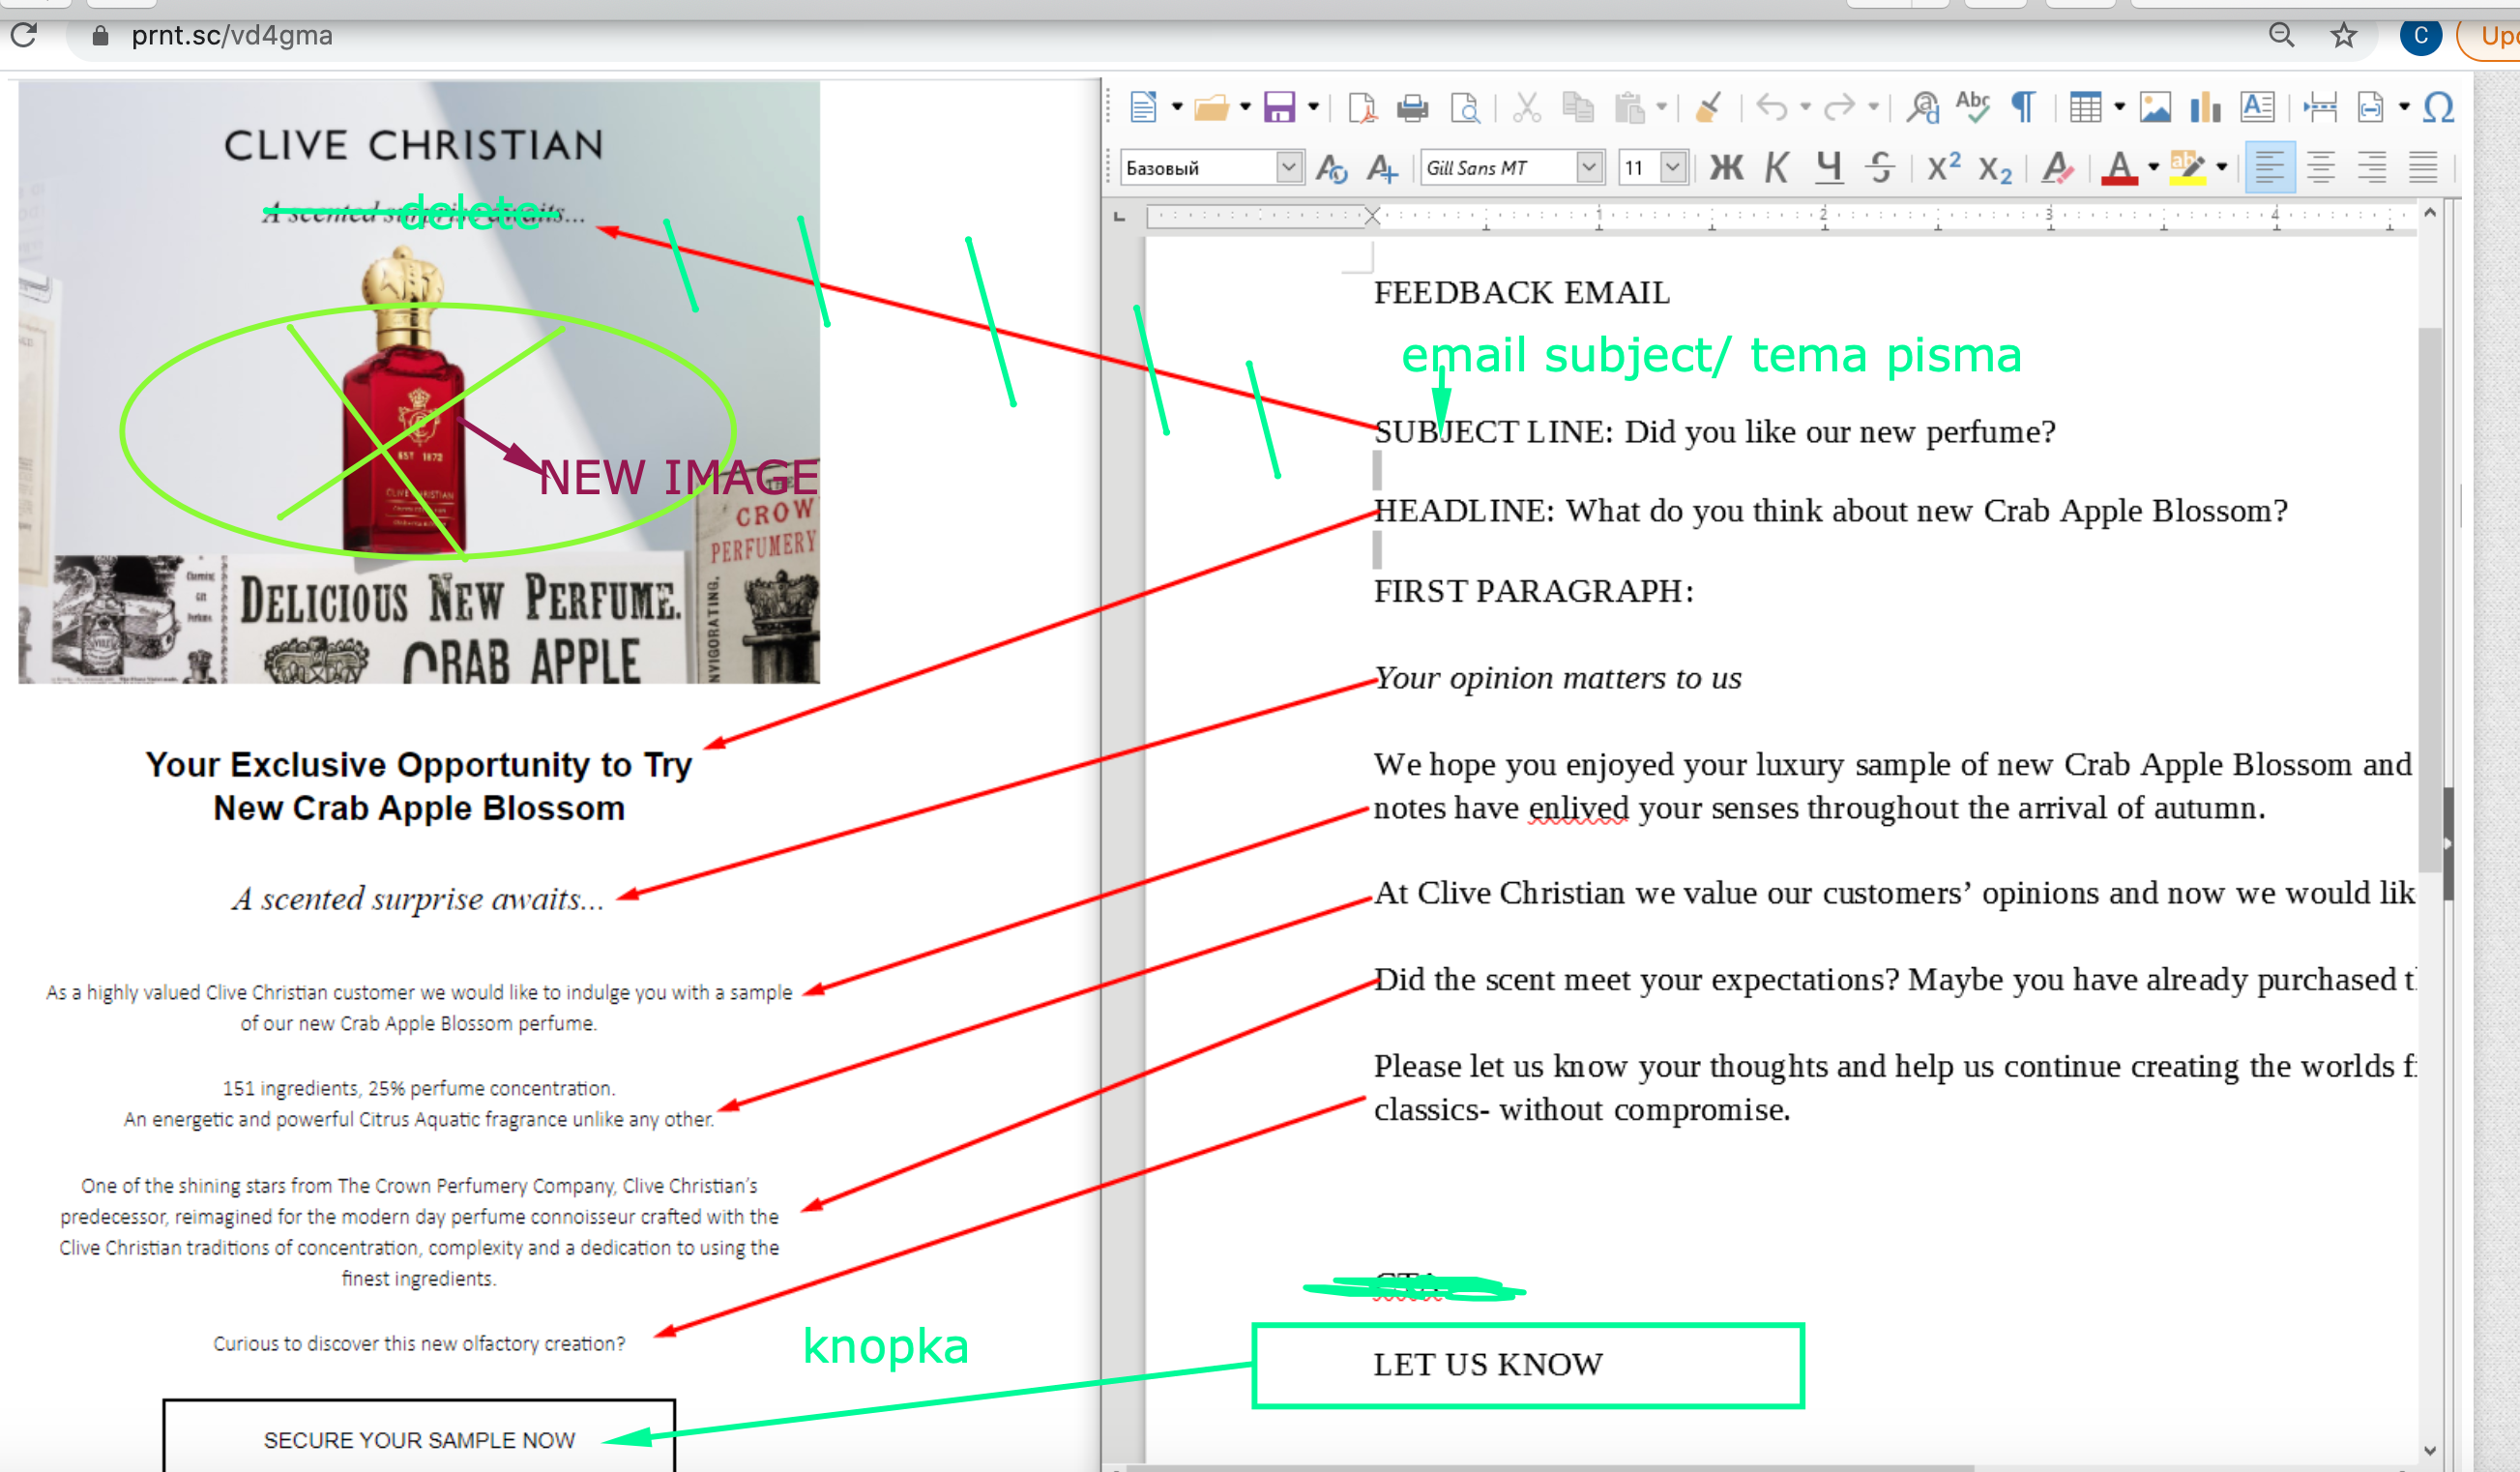 prnt.sc/vd4gma
C
CLIVE CHRISTIAN
A scented surprise awaits...
delete
EST 1872
CLIVE CHRISTIAN
NEW IMAGE
THE
CROW
PERFUMERY
INVIGORATING.
DELICIOUS NEW PERFUME.
CRAB APPLE
Your Exclusive Opportunity to Try
New Crab Apple Blossom
A scented surprise awaits...
As a highly valued Clive Christian customer we would like to indulge you with a sample
of our new Crab Apple Blossom perfume.
151 ingredients, 25% perfume concentration.
An energetic and powerful Citrus Aquatic fragrance unlike any other.
One of the shining stars from The Crown Perfumery Company, Clive Christian's
predecessor, reimagined for the modern day perfume connoisseur crafted with the
Clive Christian traditions of concentration, complexity and a dedication to using the
finest ingredients.
Curious to discover this new olfactory creation?
knopka
SECURE YOUR SAMPLE NOW
Базовый
Gill Sans MT
11
Ж К Ч S X² X₂
1 2 3 4
FEEDBACK EMAIL
email subject/ tema pisma
SUBJECT LINE: Did you like our new perfume?
HEADLINE: What do you think about new Crab Apple Blossom?
FIRST PARAGRAPH:
Your opinion matters to us
We hope you enjoyed your luxury sample of new Crab Apple Blossom and
notes have enlived your senses throughout the arrival of autumn.
At Clive Christian we value our customers' opinions and now we would lik
Did the scent meet your expectations? Maybe you have already purchased t
Please let us know your thoughts and help us continue creating the worlds f
classics- without compromise.
CTA
LET US KNOW